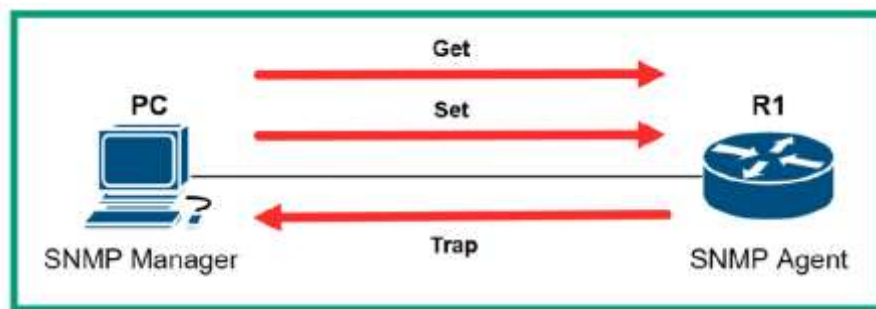 Get
PC
R1
Set
Trap
SNMP Manager
SNMP Agent